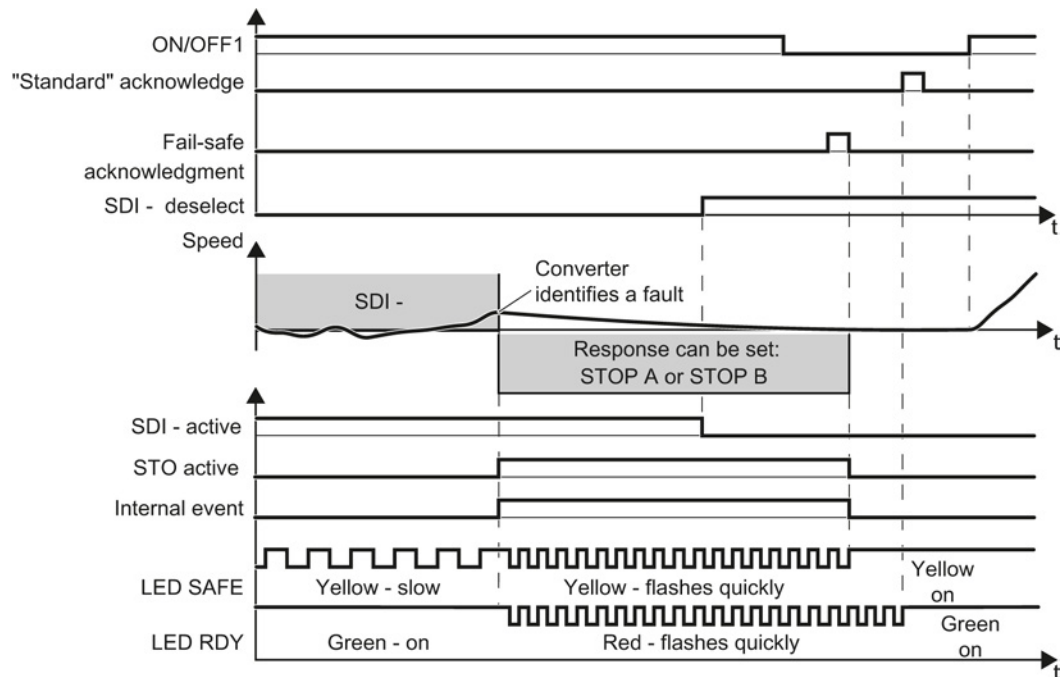 ON/OFF1
"Standard" acknowledge
Fail-safe
acknowledgment
SDI - deselect
t
Speed
SDI -
Converter
identifies a fault
t
Response can be set:
STOP A or STOP B
SDI - active
STO active
Internal event
LED SAFE
Yellow - slow
Yellow - flashes quickly
Yellow
on
LED RDY
Green - on
Red - flashes quickly
Green
on
t